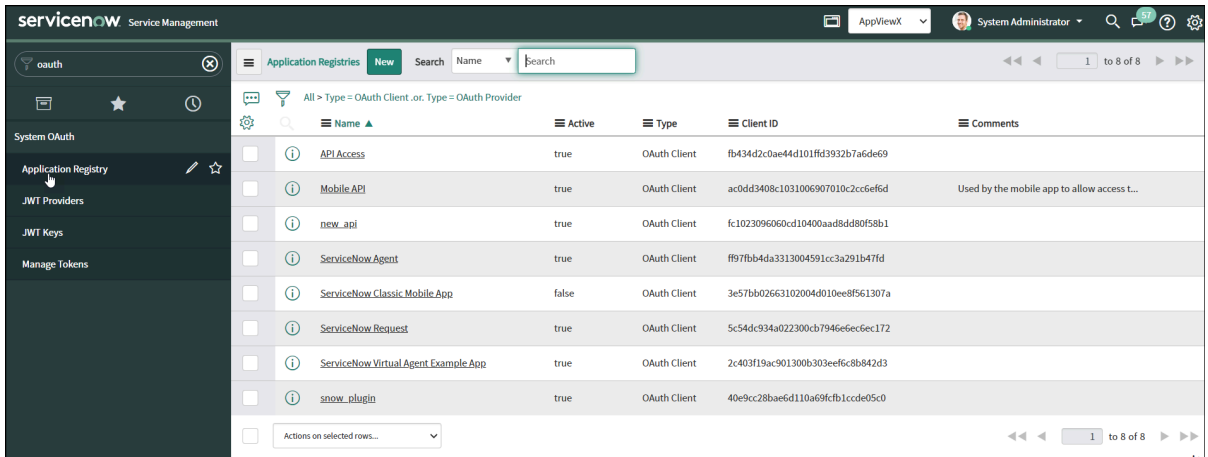 servicenow Service Management
AppViewX
System Administrator
57
oauth
System OAuth
Application Registry
JWT Providers
JWT Keys
Manage Tokens
Application Registries New Search Name Search 1 to 8 of 8
All > Type = OAuth Client .or. Type = OAuth Provider
Name Active Type Client ID Comments
API Access true OAuth Client fb434d2c0ae44d101ffd3932b7a6de69
Mobile API true OAuth Client ac0dd3408c1031006907010c2cc6ef6d Used by the mobile app to allow access t...
new_api true OAuth Client fc1023096060cd10400aad8dd80f58b1
ServiceNow Agent true OAuth Client ff97fbb4da3313004591cc3a291b47fd
ServiceNow Classic Mobile App false OAuth Client 3e57bb02663102004d010ee8f561307a
ServiceNow Request true OAuth Client 5c54dc934a022300cb7946e6ec6ec172
ServiceNow Virtual Agent Example App true OAuth Client 2c403f19ac901300b303eef6c8b842d3
snow_plugin true OAuth Client 40e9cc28bae6d110a69fcfb1ccde05c0
Actions on selected rows... 1 to 8 of 8